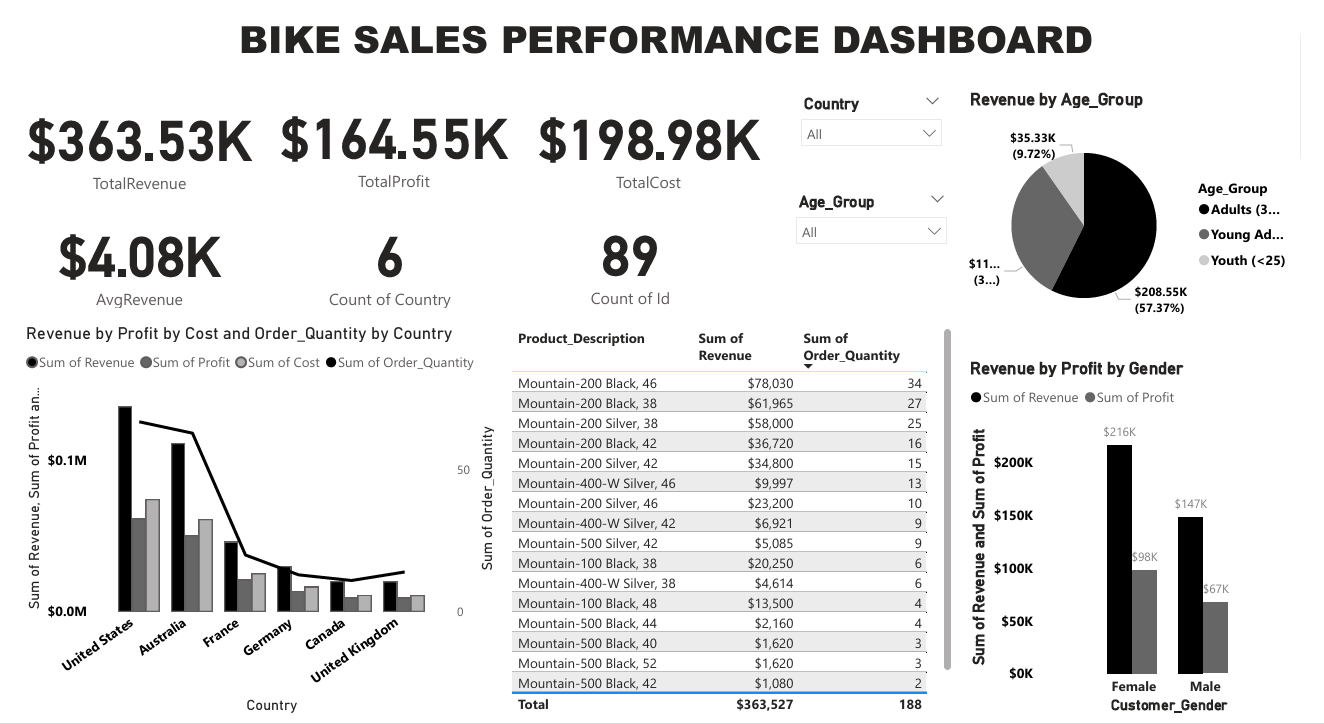 BIKE SALES PERFORMANCE DASHBOARD
$363.53K
TotalRevenue
$164.55K
TotalProfit
$198.98K
TotalCost
$4.08K
AvgRevenue
6
Count of Country
89
Count of Id
Country
All
Age_Group
All
Revenue by Age_Group
$35.33K
(9.72%)
$11...
(3...)
$208.55K
(57.37%)
Age_Group
Adults (3...
Young Ad...
Youth (<25)
Revenue by Profit by Cost and Order_Quantity by Country
Sum of Revenue Sum of Profit Sum of Cost Sum of Order_Quantity
Sum of Revenue, Sum of Profit an...
$0.1M
$0.0M
50
0
Sum of Order_Quantity
United States
Australia
France
Germany
Canada
United Kingdom
Country
Product_Description Sum of Revenue Sum of Order_Quantity
Mountain-200 Black, 46 $78,030 34
Mountain-200 Black, 38 $61,965 27
Mountain-200 Silver, 38 $58,000 25
Mountain-200 Black, 42 $36,720 16
Mountain-200 Silver, 42 $34,800 15
Mountain-400-W Silver, 46 $9,997 13
Mountain-200 Silver, 46 $23,200 10
Mountain-400-W Silver, 42 $6,921 9
Mountain-500 Silver, 42 $5,085 9
Mountain-100 Black, 38 $20,250 6
Mountain-400-W Silver, 38 $4,614 6
Mountain-100 Black, 48 $13,500 4
Mountain-500 Black, 44 $2,160 4
Mountain-500 Black, 40 $1,620 3
Mountain-500 Black, 52 $1,620 3
Mountain-500 Black, 42 $1,080 2
Total $363,527 188
Revenue by Profit by Gender
Sum of Revenue Sum of Profit
Sum of Revenue and Sum of Profit
$200K
$150K
$100K
$50K
$0K
$216K
$98K
$147K
$67K
Female
Male
Customer_Gender